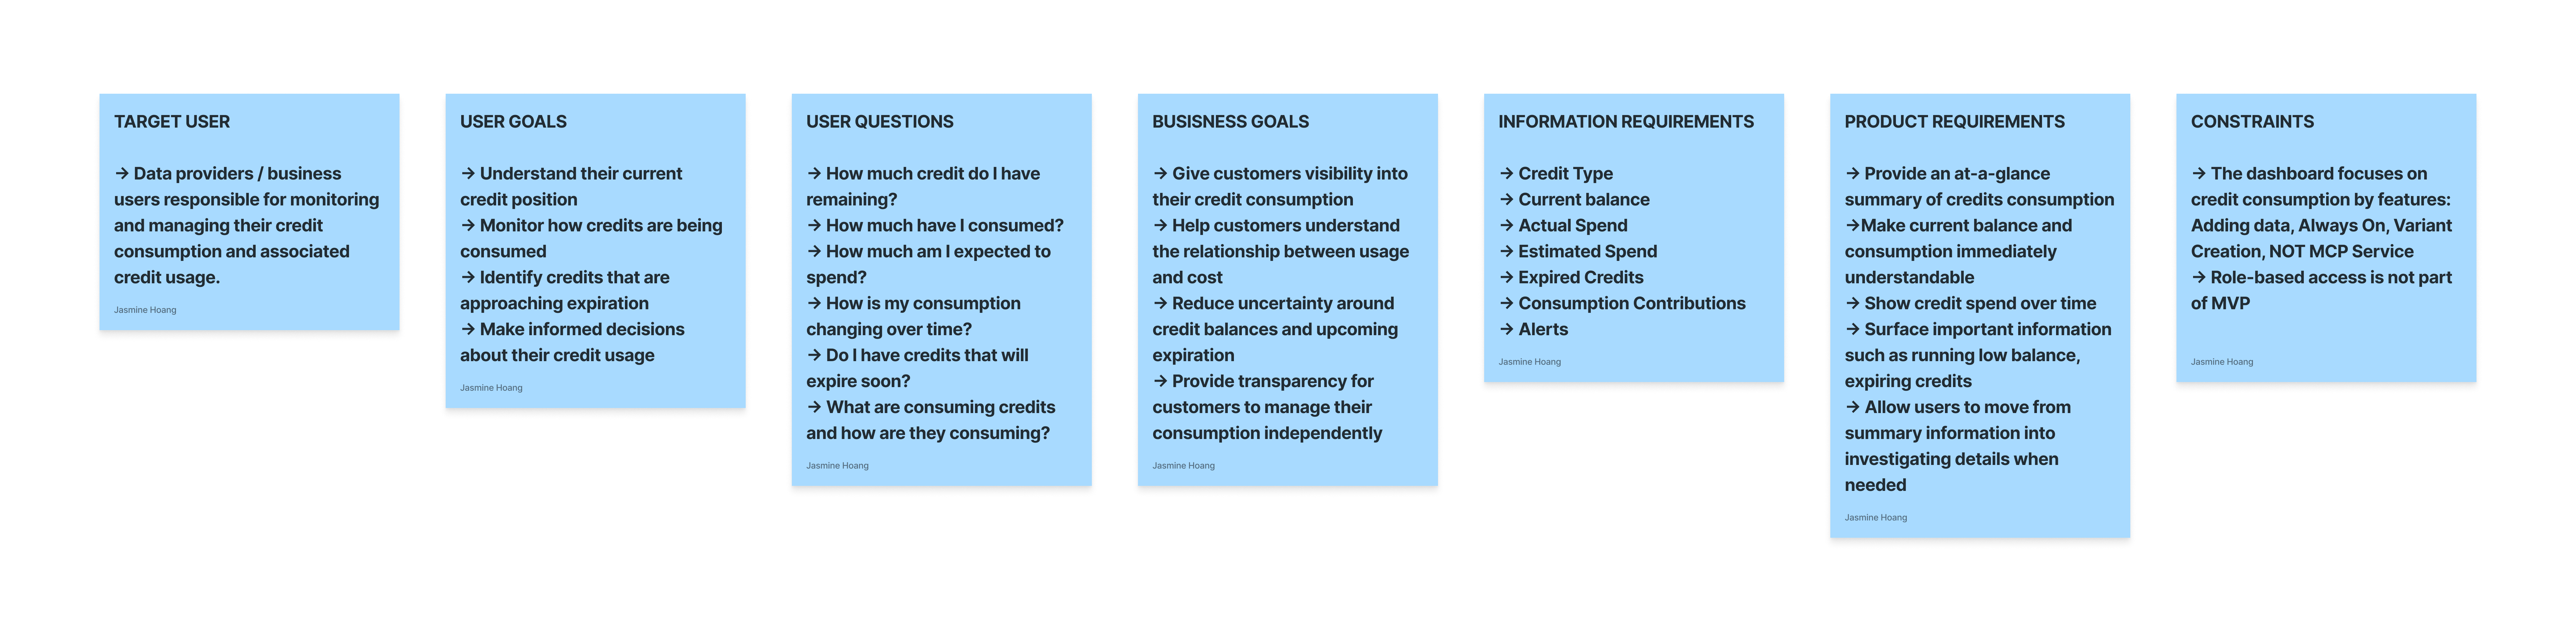 TARGET USER
→ Data providers / business
users responsible for monitoring
and managing their credit
consumption and associated
credit usage.
Jasmine Hoang
USER GOALS
→ Understand their current
credit position
→ Monitor how credits are being
consumed
→ Identify credits that are
approaching expiration
→ Make informed decisions
about their credit usage
Jasmine Hoang
USER QUESTIONS
→ How much credit do I have
remaining?
→ How much have I consumed?
→ How much am I expected to
spend?
→ How is my consumption
changing over time?
→ Do I have credits that will
expire soon?
→ What are consuming credits
and how are they consuming?
Jasmine Hoang
BUSISNESS GOALS
→ Give customers visibility into
their credit consumption
→ Help customers understand
the relationship between usage
and cost
→ Reduce uncertainty around
credit balances and upcoming
expiration
→ Provide transparency for
customers to manage their
consumption independently
Jasmine Hoang
INFORMATION REQUIREMENTS
→ Credit Type
→ Current balance
→ Actual Spend
→ Estimated Spend
→ Expired Credits
→ Consumption Contributions
→ Alerts
Jasmine Hoang
PRODUCT REQUIREMENTS
→ Provide an at-a-glance
summary of credits consumption
→Make current balance and
consumption immediately
understandable
→ Show credit spend over time
→ Surface important information
such as running low balance,
expiring credits
→ Allow users to move from
summary information into
investigating details when
needed
Jasmine Hoang
CONSTRAINTS
→ The dashboard focuses on
credit consumption by features:
Adding data, Always On, Variant
Creation, NOT MCP Service
→ Role-based access is not part
of MVP
Jasmine Hoang